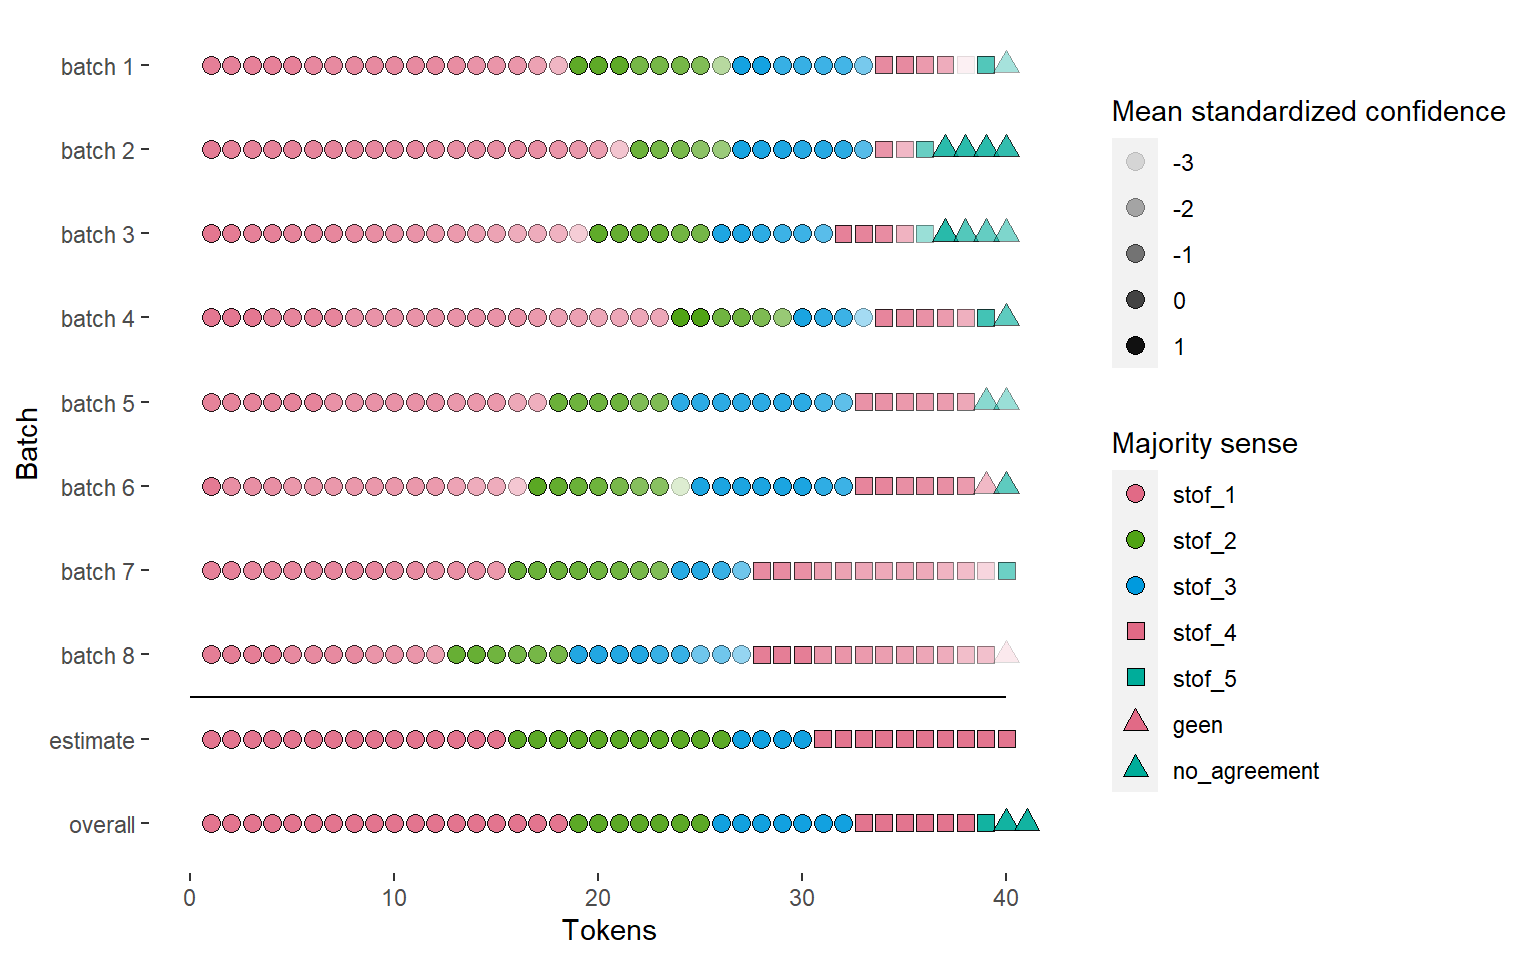 Batch
batch 1
batch 2
batch 3
batch 4
batch 5
batch 6
batch 7
batch 8
estimate
overall
0 10 20 30 40
Tokens
Mean standardized confidence
-3
-2
-1
0
1
Majority sense
stof_1
stof_2
stof_3
stof_4
stof_5
geen
no_agreement